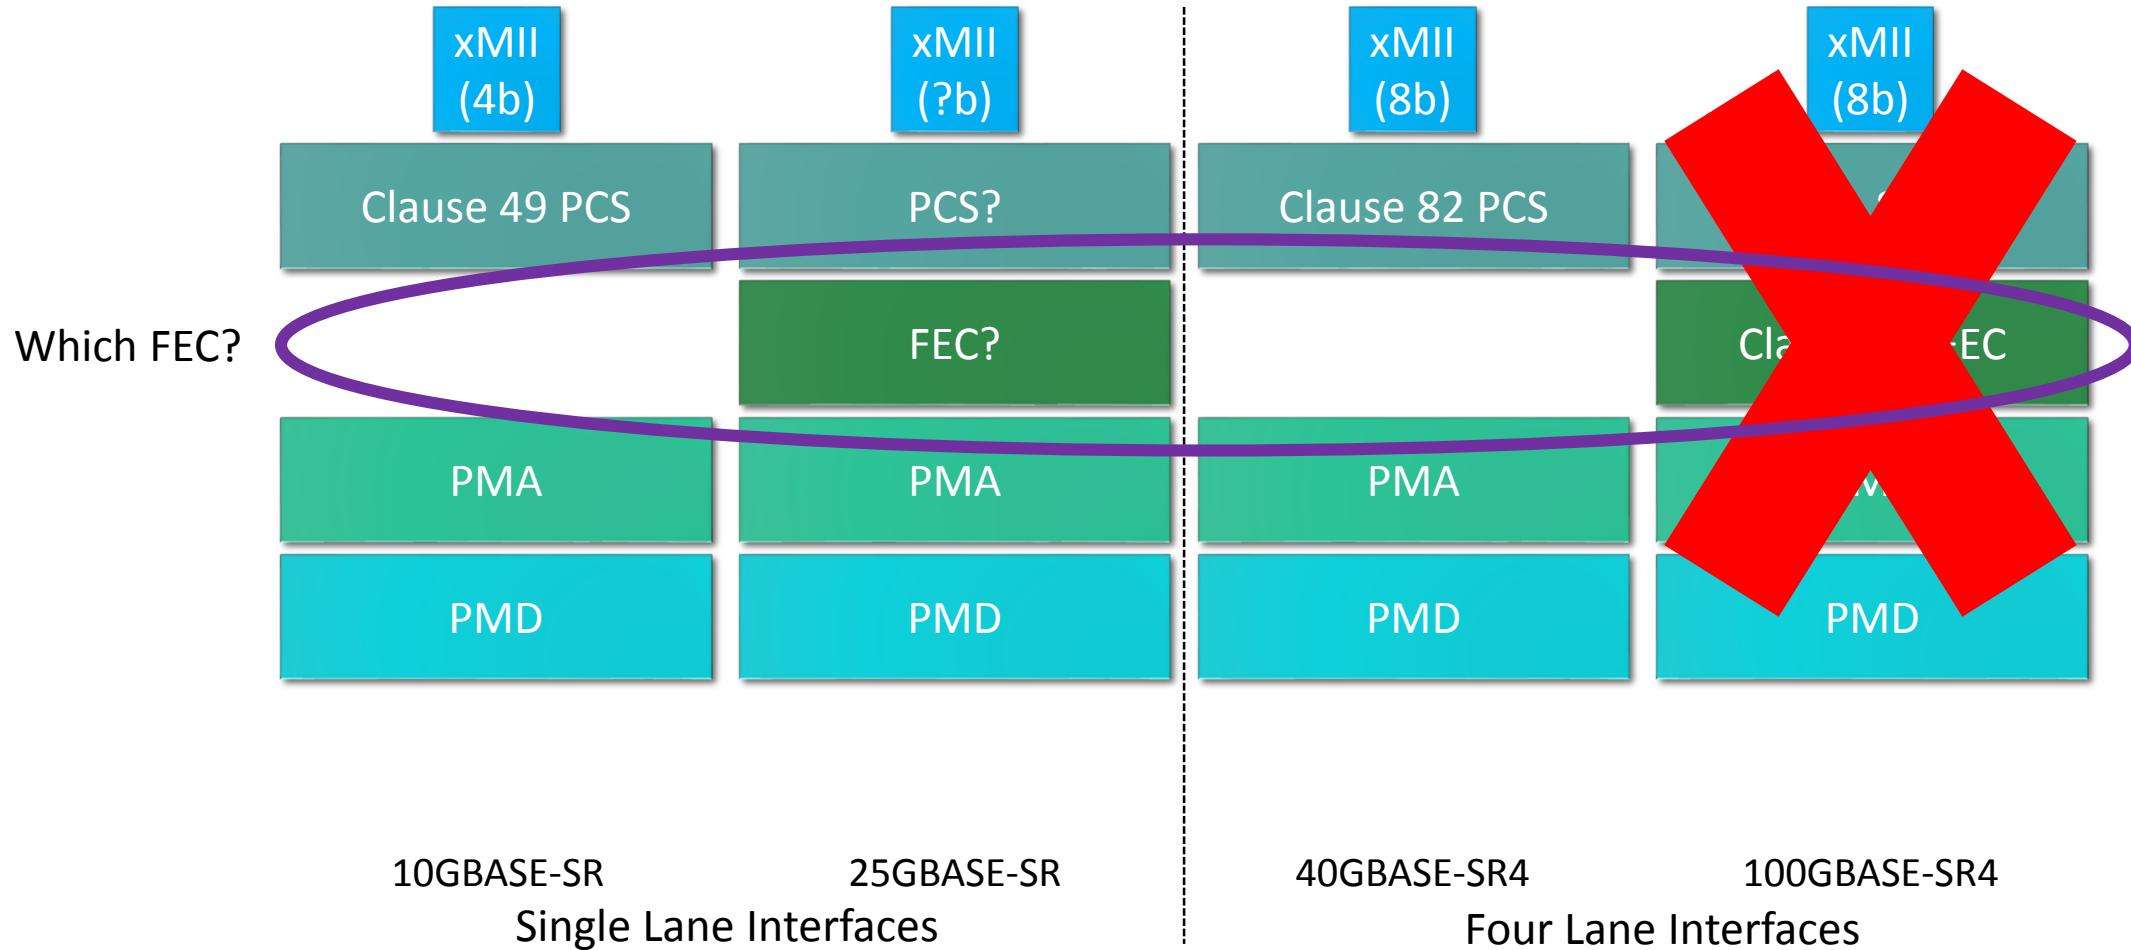 xMII
(4b)
xMII
(?b)
xMII
(8b)
xMII
(8b)
Clause 49 PCS
PCS?
Clause 82 PCS
Which FEC?
FEC?
PMA
PMA
PMA
PMD
PMD
PMD
PMD
10GBASE-SR
25GBASE-SR
40GBASE-SR4
100GBASE-SR4
Single Lane Interfaces
Four Lane Interfaces